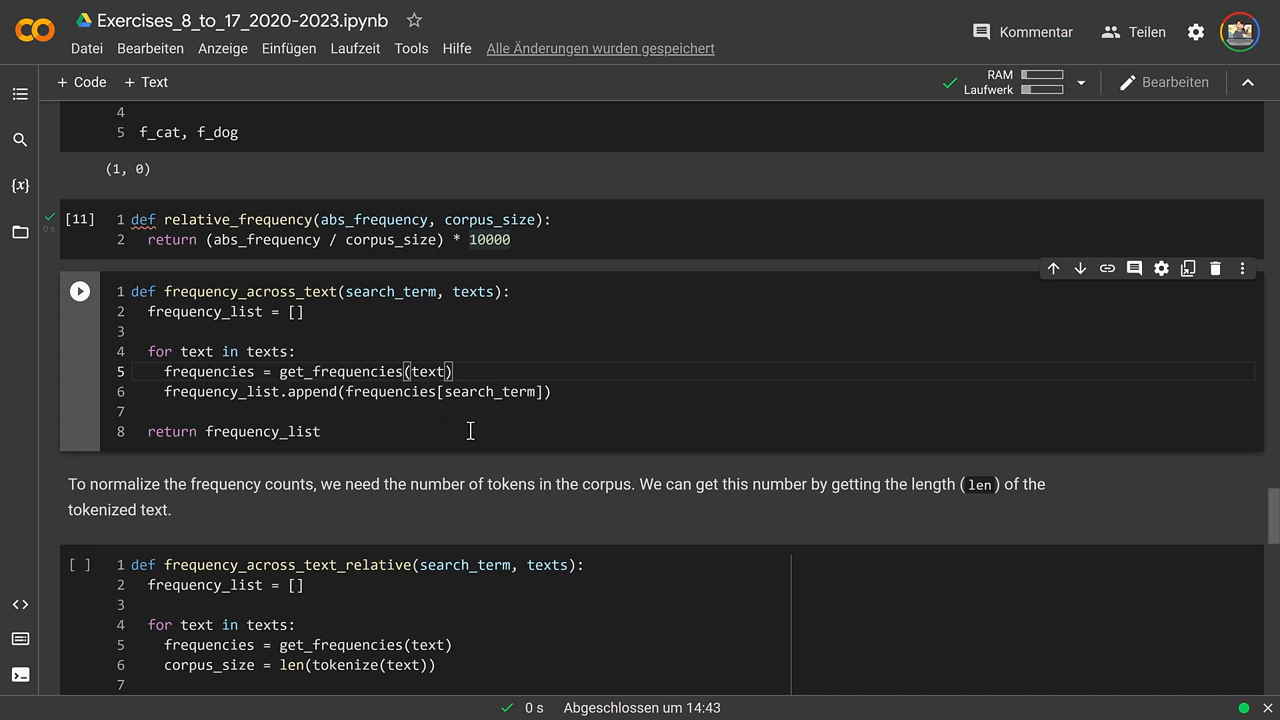 Exercises_8_to_17_2020-2023.ipynb
Datei Bearbeiten Anzeige Einfügen Laufzeit Tools Hilfe Alle Änderungen wurden gespeichert
Kommentar Teilen
+ Code + Text
RAM
Laufwerk
Bearbeiten
4
5 f_cat, f_dog
(1, 0)
[11] 1 def relative_frequency(abs_frequency, corpus_size):
0 s
2 return (abs_frequency / corpus_size) * 10000
1 def frequency_across_text(search_term, texts):
2 frequency_list = []
3
4 for text in texts:
5 frequencies = get_frequencies(text)
6 frequency_list.append(frequencies[search_term])
7
8 return frequency_list
To normalize the frequency counts, we need the number of tokens in the corpus. We can get this number by getting the length (len) of the
tokenized text.
[ ] 1 def frequency_across_text_relative(search_term, texts):
2 frequency_list = []
3
4 for text in texts:
5 frequencies = get_frequencies(text)
6 corpus_size = len(tokenize(text))
7
0 s Abgeschlossen um 14:43